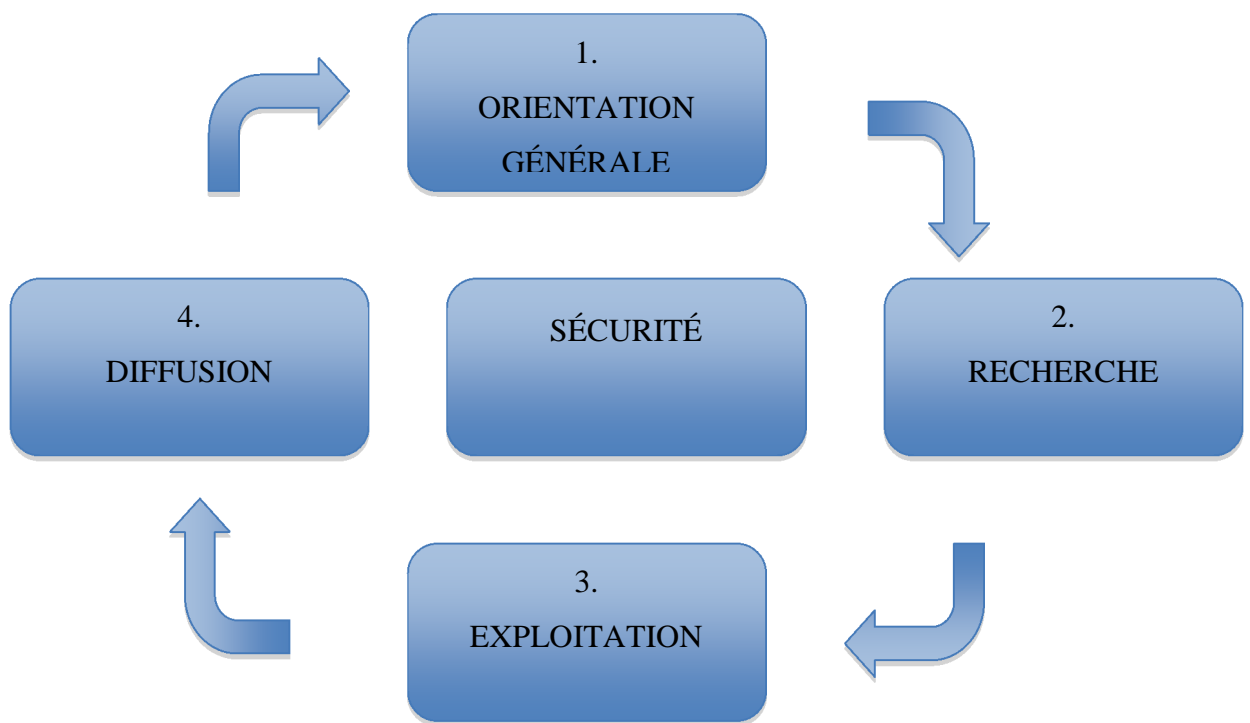 1.
ORIENTATION
GÉNÉRALE
4.
DIFFUSION
SÉCURITÉ
2.
RECHERCHE
3.
EXPLOITATION